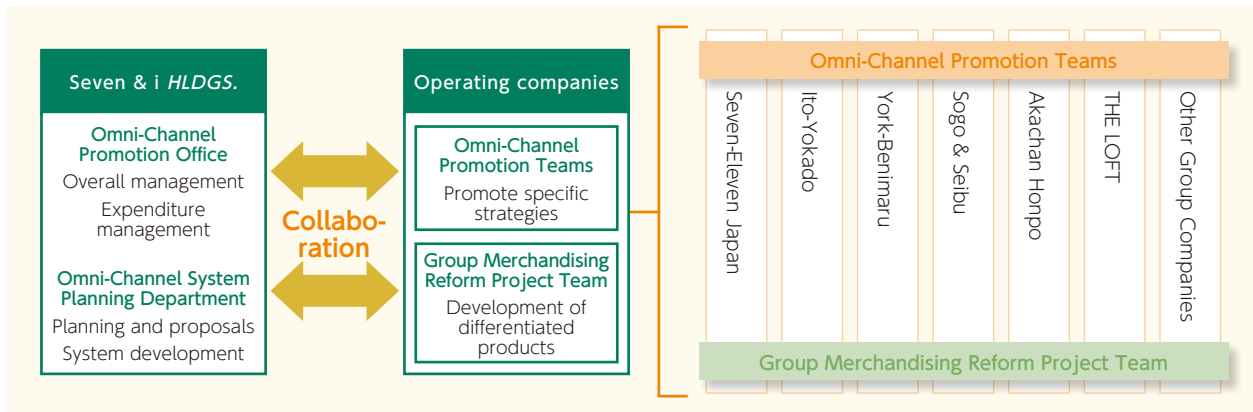 Seven & i HLDGS.
Omni-Channel
Promotion Office
Overall management
Expenditure
management
Omni-Channel System
Planning Department
Planning and proposals
System development
Collabo-
ration
Operating companies
Omni-Channel
Promotion Teams
Promote specific
strategies
Group Merchandising
Reform Project Team
Development of
differentiated
products
Omni-Channel Promotion Teams
Seven-Eleven Japan
Ito-Yokado
York-Benimaru
Sogo & Seibu
Akachan Honpo
THE LOFT
Other Group Companies
Group Merchandising Reform Project Team